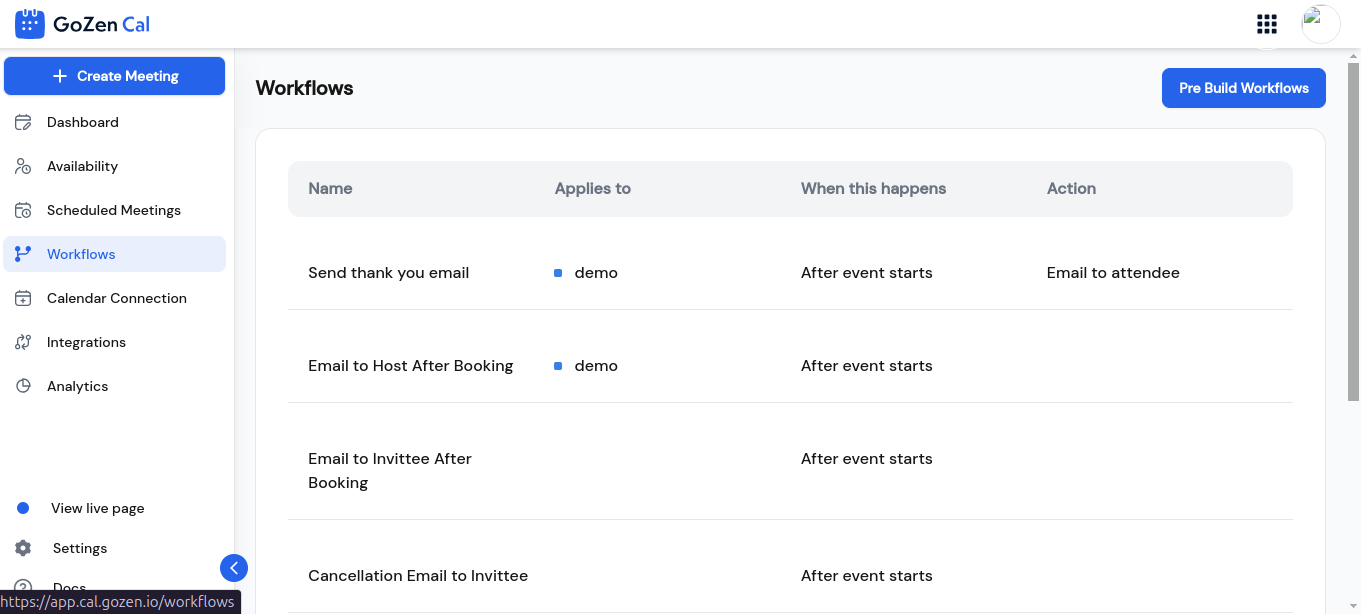 GoZen Cal
Create Meeting
Dashboard
Availability
Scheduled Meetings
Workflows
Calendar Connection
Integrations
Analytics
View live page
Settings
Docs
https://app.cal.gozen.io/workflows
Workflows
Pre Build Workflows
Name Applies to When this happens Action
Send thank you email demo After event starts Email to attendee
Email to Host After Booking demo After event starts
Email to Invittee After After event starts
Booking
Cancellation Email to Invittee After event starts